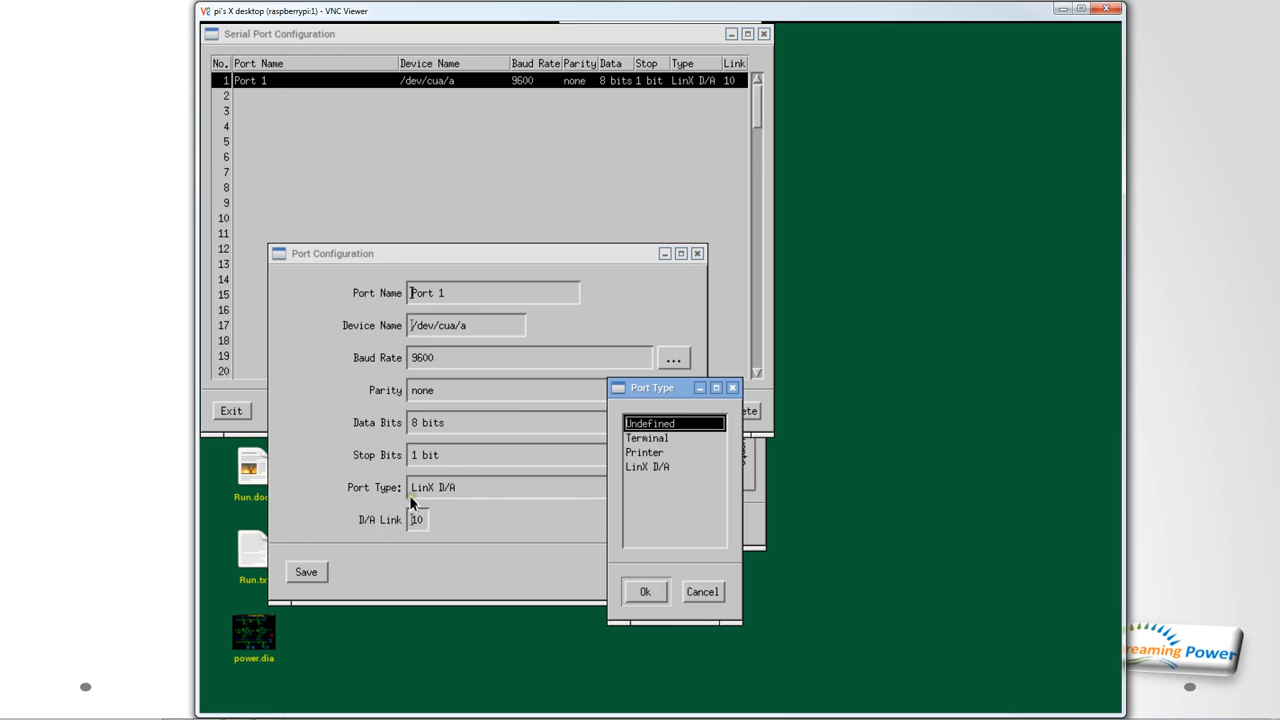 pi's X desktop (raspberrypi:1) - VNC Viewer
Serial Port Configuration
No. Port Name Device Name Baud Rate Parity Data Stop Type Link
1 Port 1 /dev/cua/a 9600 none 8 bits 1 bit LinX D/A 10
2
3
4
5
6
7
8
9
10
11
12
13
14
15
16
17
18
19
20
Exit
Port Configuration
Port Name Port 1
Device Name /dev/cua/a
Baud Rate 9600 ...
Parity none
Data Bits 8 bits
Stop Bits 1 bit
Port Type: LinX D/A
D/A Link 10
Save
Port Type
Undefined
Terminal
Printer
LinX D/A
Ok Cancel
ete
Run.doc
Run.tx
power.dia
reaming Power